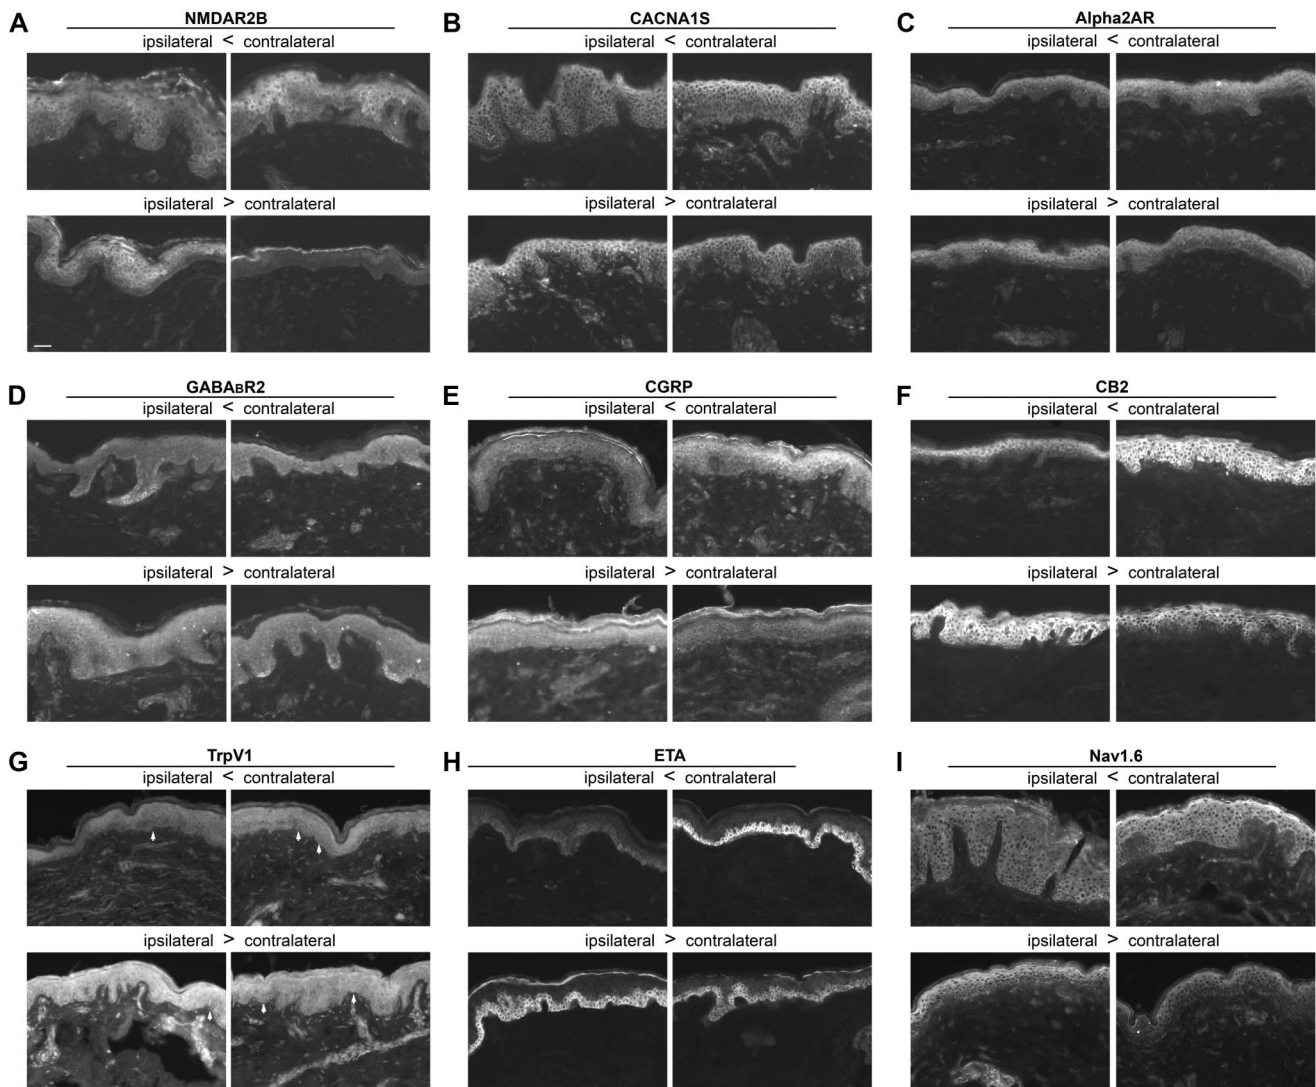 A NMDAR2B B CACNA1S C Alpha2AR
ipsilateral < contralateral ipsilateral < contralateral ipsilateral < contralateral
ipsilateral > contralateral ipsilateral > contralateral ipsilateral > contralateral
D GABABR2 E CGRP F CB2
ipsilateral < contralateral ipsilateral < contralateral ipsilateral < contralateral
ipsilateral > contralateral ipsilateral > contralateral ipsilateral > contralateral
G TrpV1 H ETA I Nav1.6
ipsilateral < contralateral ipsilateral < contralateral ipsilateral < contralateral
ipsilateral > contralateral ipsilateral > contralateral ipsilateral > contralateral